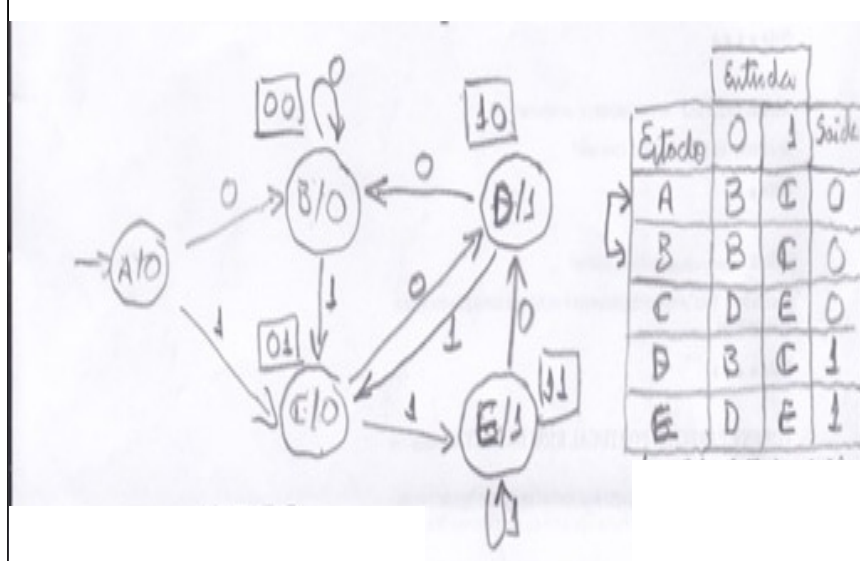 00
0
10
B/0
0
D/1
0
A/0
1
0
1
0
1
01
11
C/0
1
E/1
1
Entrada
Estado 0 1 Saída
A B C 0
B B C 0
C D E 0
D B C 1
E D E 1